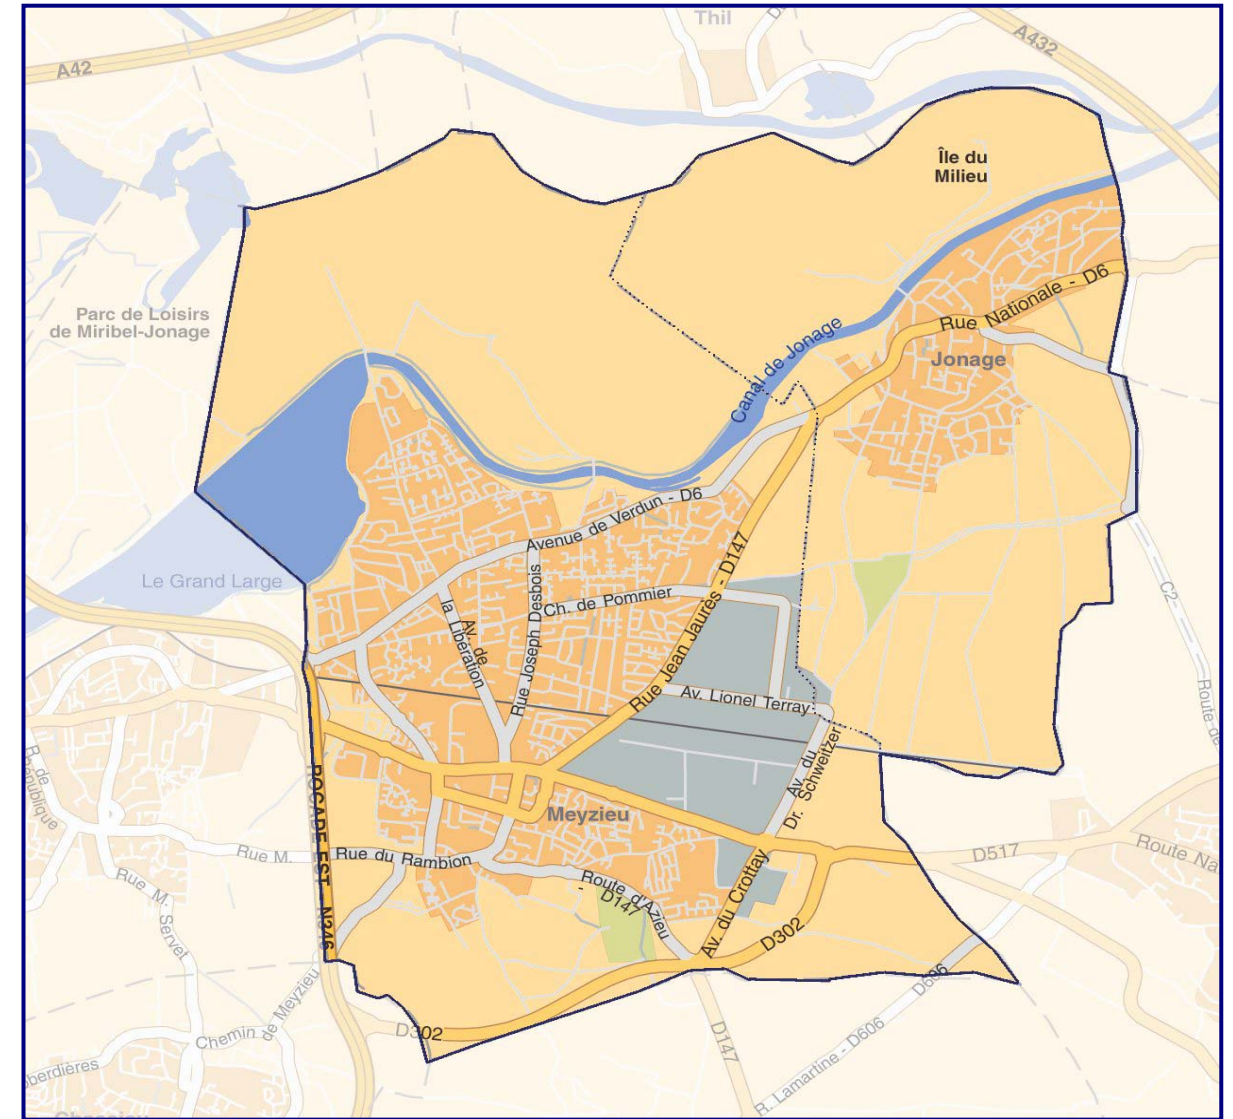 Thil
A42
A432
Île du
Milieu
Parc de Loisirs
de Miribel-Jonage
Rue Nationale - D6
Canal de Jonage
Jonage
Avenue de Verdun - D6
Le Grand Large
Rue Jean Jaurès - D147
Ch. de Pommier
Rue Joseph Desbois
Av. de
la Libération
C2-
Route-de
Av. Lionel Terray
Av. du
Dr. Schweitzer
R. de
ROCADE EST N346
Meyzieu
D517
Rue M.
Rue du Rambion
Rue M. Servet
Route d'Azieu
- D147
Av. du Crottay
D302
D606
Chemin de Meyzieu
D302
D147
R. Lamartine - D606